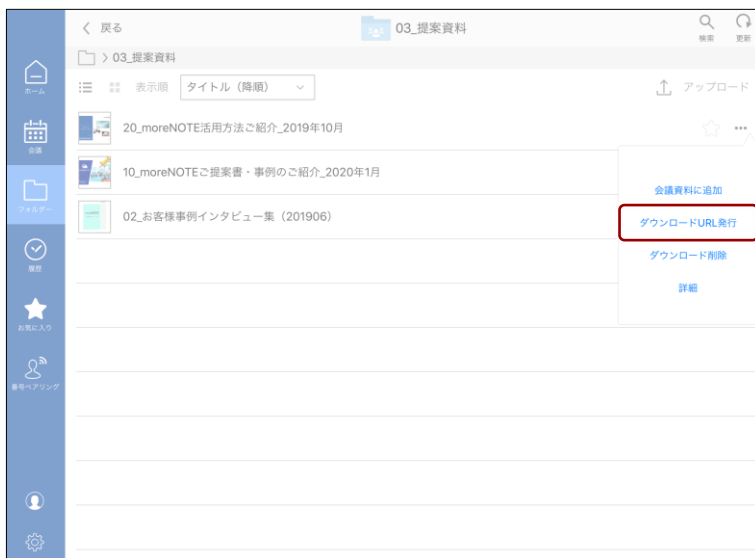 戻る
03_提案資料
検索
更新
03_提案資料
表示順
タイトル（降順）
アップロード
ホーム
会議
フォルダー
履歴
お気に入り
番号ペアリング
20_moreNOTE活用方法ご紹介_2019年10月
10_moreNOTEご提案書・事例のご紹介_2020年1月
02_お客様事例インタビュー集（201906）
会議資料に追加
ダウンロードURL発行
ダウンロード削除
詳細